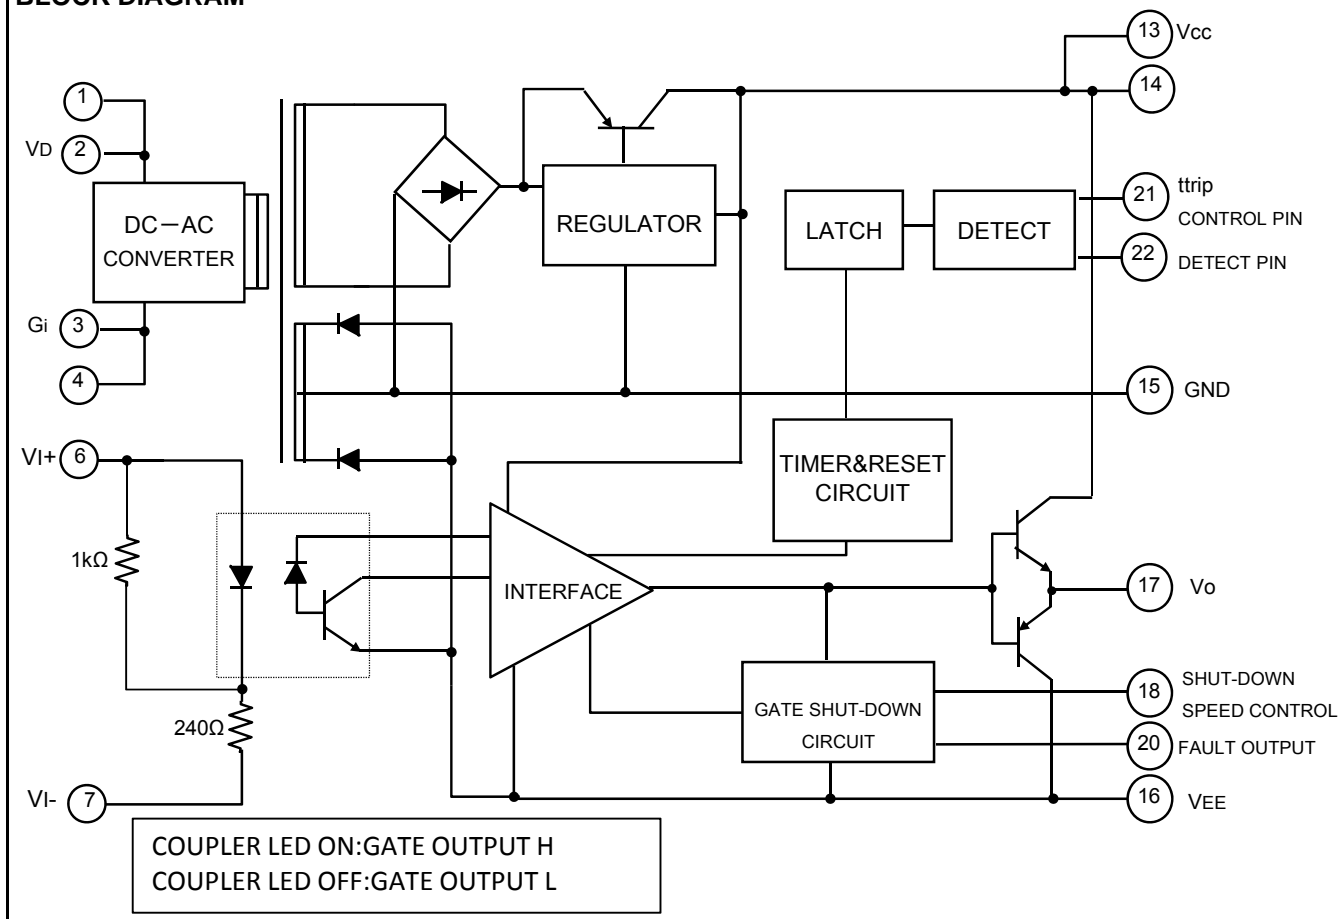 BLOCK DIAGRAM
13 Vcc
14
1
VD 2
DC－AC
CONVERTER
Gi 3
4
REGULATOR
LATCH
DETECT
21 ttrip
CONTROL PIN
22 DETECT PIN
15 GND
TIMER&RESET
CIRCUIT
VI+ 6
1kΩ
240Ω
VI- 7
INTERFACE
17 Vo
GATE SHUT-DOWN
CIRCUIT
18 SHUT-DOWN
SPEED CONTROL
20 FAULT OUTPUT
16 VEE
COUPLER LED ON:GATE OUTPUT H
COUPLER LED OFF:GATE OUTPUT L